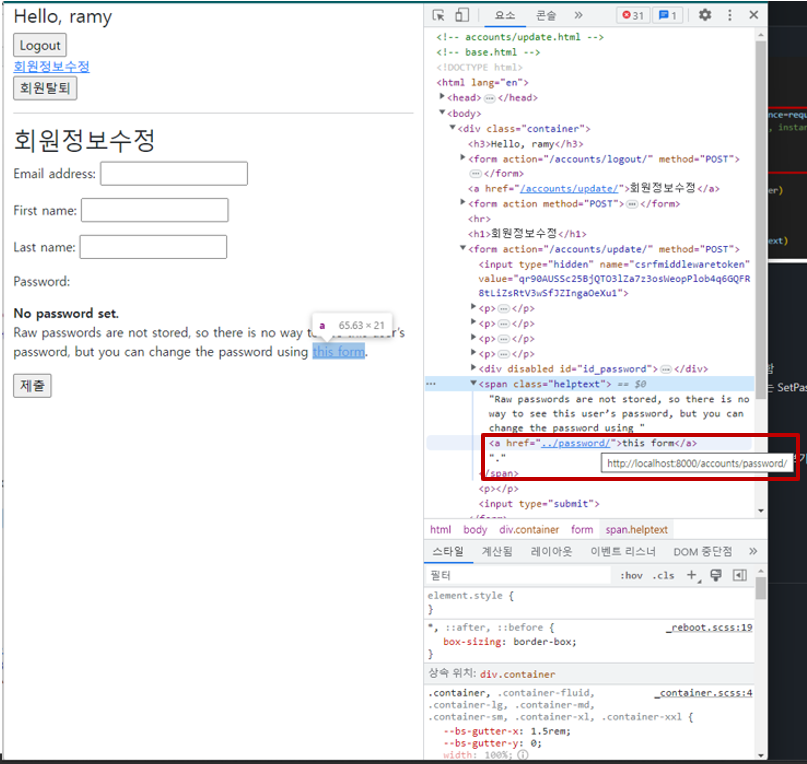 Hello, ramy
Logout
회원정보수정
회원탈퇴
회원정보수정
Email address:
First name:
Last name:
Password:
No password set.
Raw passwords are not stored, so there is no way t user's
password, but you can change the password using this form.
a 65.63 × 21
제출
요소 콘솔 » 31 1
<!-- accounts/update.html -->
<!-- base.html -->
<!DOCTYPE html>
<html lang="en">
<head> ⋯ </head>
<body>
<div class="container">
<h3>Hello, ramy</h3>
<form action="/accounts/logout/" method="POST">
⋯ </form>
<a href="/accounts/update/">회원정보수정</a>
<form action method="POST"> ⋯ </form>
<hr>
<h1>회원정보수정</h1>
<form action="/accounts/update/" method="POST">
<input type="hidden" name="csrfmiddlewaretoken"
value="qr90AUSSc25BjQTO3lZa7z3osWeopPlob4q6GQFR
8tLiZsRtV3wSfJZIngaOeXu1">
<p> ⋯ </p>
<p> ⋯ </p>
<p> ⋯ </p>
<p> ⋯ </p>
<div disabled id="id_password"> ⋯ </div>
⋯ <span class="helptext"> == $0
"Raw passwords are not stored, so there is no
way to see this user's password, but you can
change the password using "
<a href="../password/">this form</a>
"."
http://localhost:8000/accounts/password/
</span>
<p></p>
<input type="submit">
html body div.container form span.helptext
스타일 계산됨 레이아웃 이벤트 리스너 DOM 중단점 »
필터 :hov .cls +
element.style {
}
*, ::after, ::before { _reboot.scss:19
box-sizing: border-box;
}
상속 위치: div.container
.container, .container-fluid, _container.scss:4
.container-lg, .container-md,
.container-sm, .container-xl, .container-xxl {
--bs-gutter-x: 1.5rem;
--bs-gutter-y: 0;
width: 100%;
nce=requ
, instan
er)
ext)
함
는 SetPas